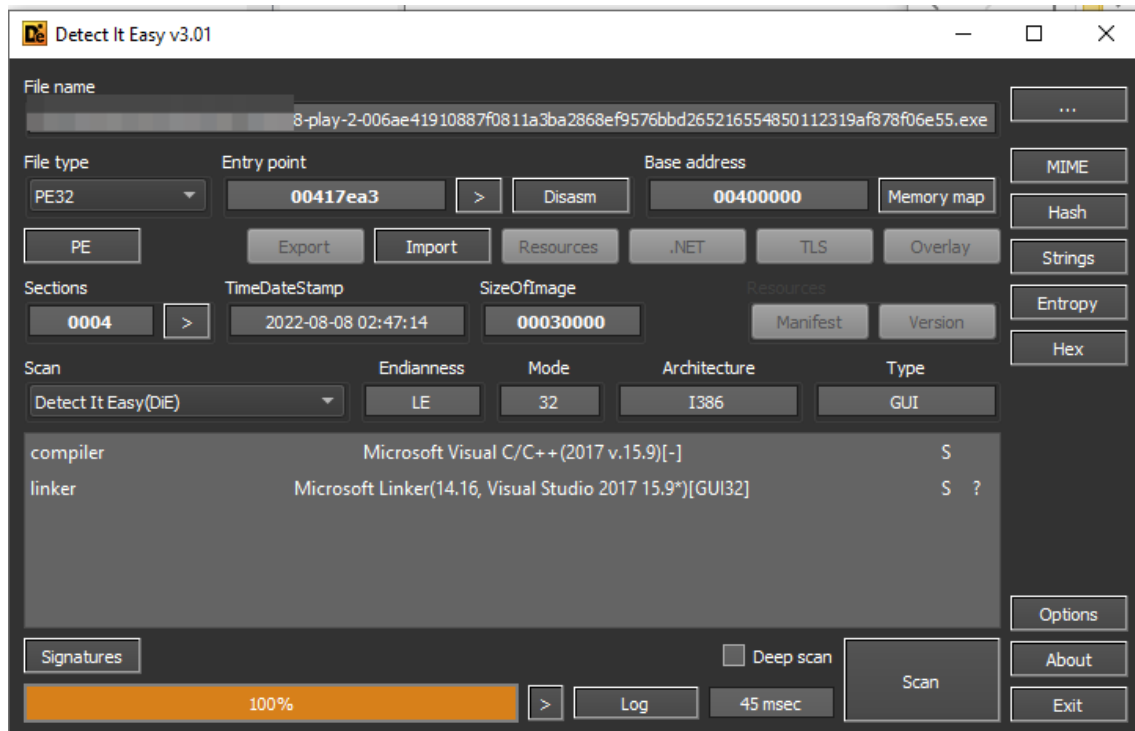 Detect It Easy v3.01
File name
8-play-2-006ae41910887f0811a3ba2868ef9576bbd265216554850112319af878f06e55.exe
...
File type Entry point Base address
PE32 00417ea3 > Disasm 00400000 Memory map
MIME
Hash
PE Export Import Resources .NET TLS Overlay
Strings
Sections TimeDateStamp SizeOfImage Resources
0004 > 2022-08-08 02:47:14 00030000 Manifest Version
Entropy
Hex
Scan Endianness Mode Architecture Type
Detect It Easy(DiE) LE 32 I386 GUI
compiler Microsoft Visual C/C++(2017 v.15.9)[-] S
linker Microsoft Linker(14.16, Visual Studio 2017 15.9*)[GUI32] S ?
Options
Signatures Deep scan Scan About
100% > Log 45 msec Exit